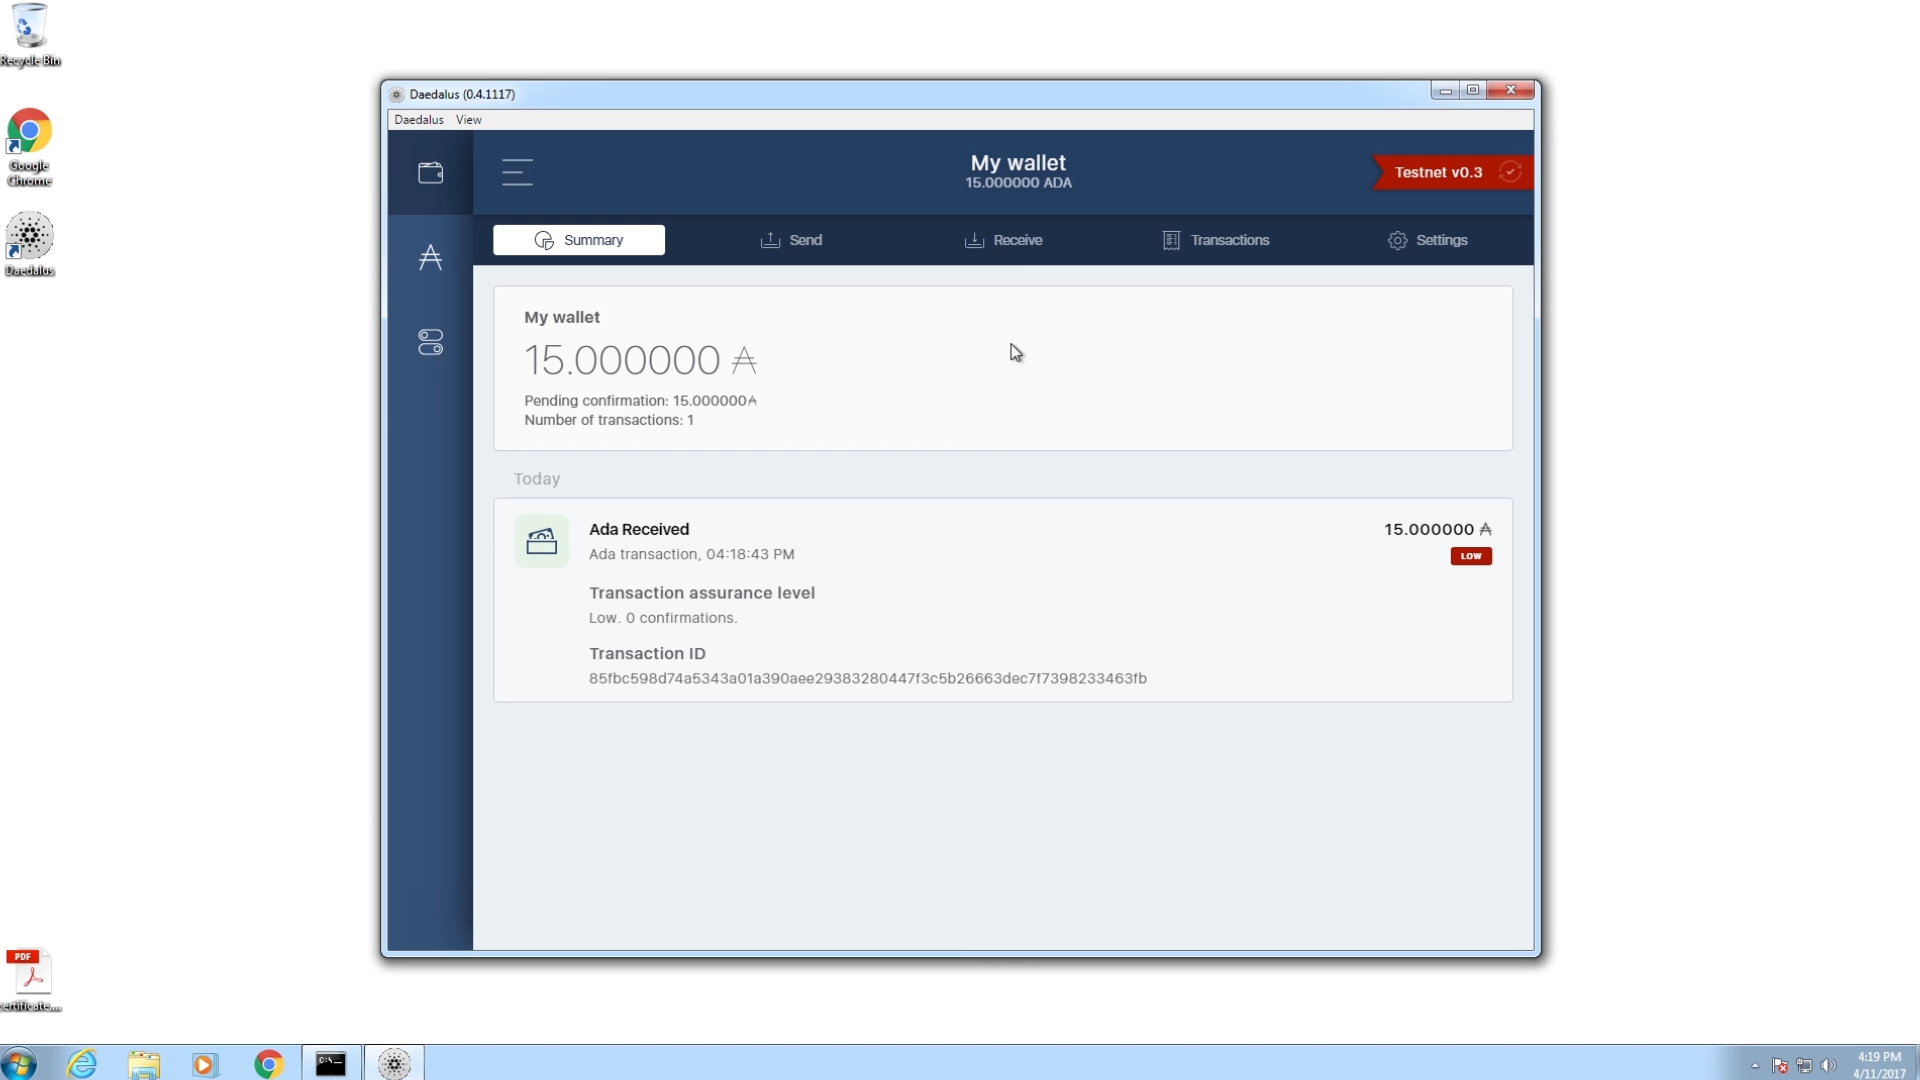 Recycle Bin
Google
Chrome
Daedalus
PDF
certificate....
Daedalus (0.4.1117)
Daedalus View
My wallet
15.000000 ADA
Testnet v0.3
Summary
Send
Receive
Transactions
Settings
My wallet
15.000000
Pending confirmation: 15.000000
Number of transactions: 1
Today
Ada Received
15.000000
Ada transaction, 04:18:43 PM
LOW
Transaction assurance level
Low. 0 confirmations.
Transaction ID
85fbc598d74a5343a01a390aee29383280447f3c5b26663dec7f7398233463fb
C:\
4:19 PM
4/11/2017